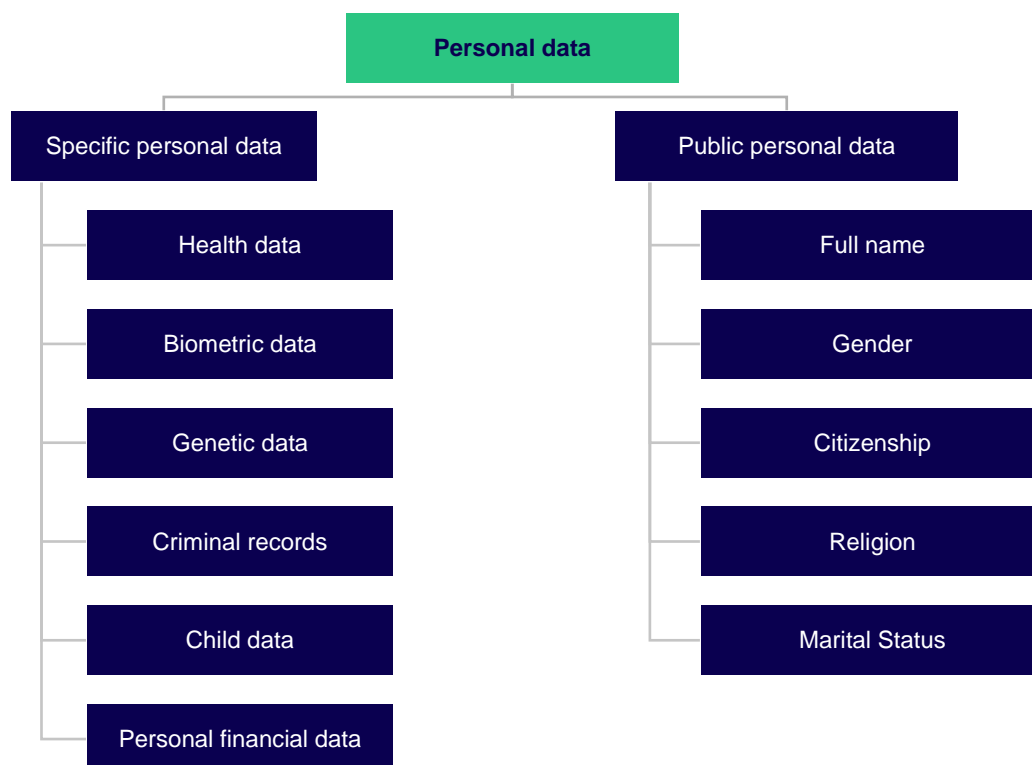 Personal data
Specific personal data
Health data
Biometric data
Genetic data
Criminal records
Child data
Personal financial data
Public personal data
Full name
Gender
Citizenship
Religion
Marital Status